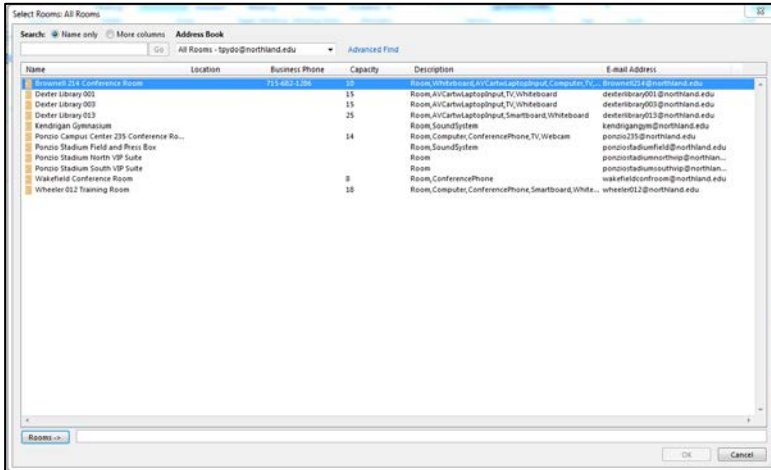 Select Rooms: All Rooms
Search: Name only More columns Address Book
Go All Rooms - tpydo@northland.edu Advanced Find
Name Location Business Phone Capacity Description E-mail Address
Brownell 214 Conference Room 715-682-1286 10 Room,Whiteboard,AVCartwLaptopInput,Computer,TV,... Brownell214@northland.edu
Dexter Library 001 15 Room,AVCartwLaptopInput,TV,Whiteboard dexterlibrary001@northland.edu
Dexter Library 003 15 Room,AVCartwLaptopInput,TV,Whiteboard dexterlibrary003@northland.edu
Dexter Library 013 25 Room,AVCartwLaptopInput,Smartboard,Whiteboard dexterlibrary013@northland.edu
Kendrigan Gymnasium Room,SoundSystem kendrigangym@northland.edu
Ponzio Campus Center 235 Conference Ro... 14 Room,Computer,ConferencePhone,TV,Webcam ponzio235@northland.edu
Ponzio Stadium Field and Press Box Room,SoundSystem ponziostadiumfield@northland.edu
Ponzio Stadium North VIP Suite Room ponziostadiumnorthvip@northlan...
Ponzio Stadium South VIP Suite Room ponziostadiumsouthvip@northlan...
Wakefield Conference Room 8 Room,ConferencePhone wakefieldconfroom@northland.edu
Wheeler 012 Training Room 18 Room,Computer,ConferencePhone,Smartboard,White... wheeler012@northland.edu
Rooms ->
OK Cancel